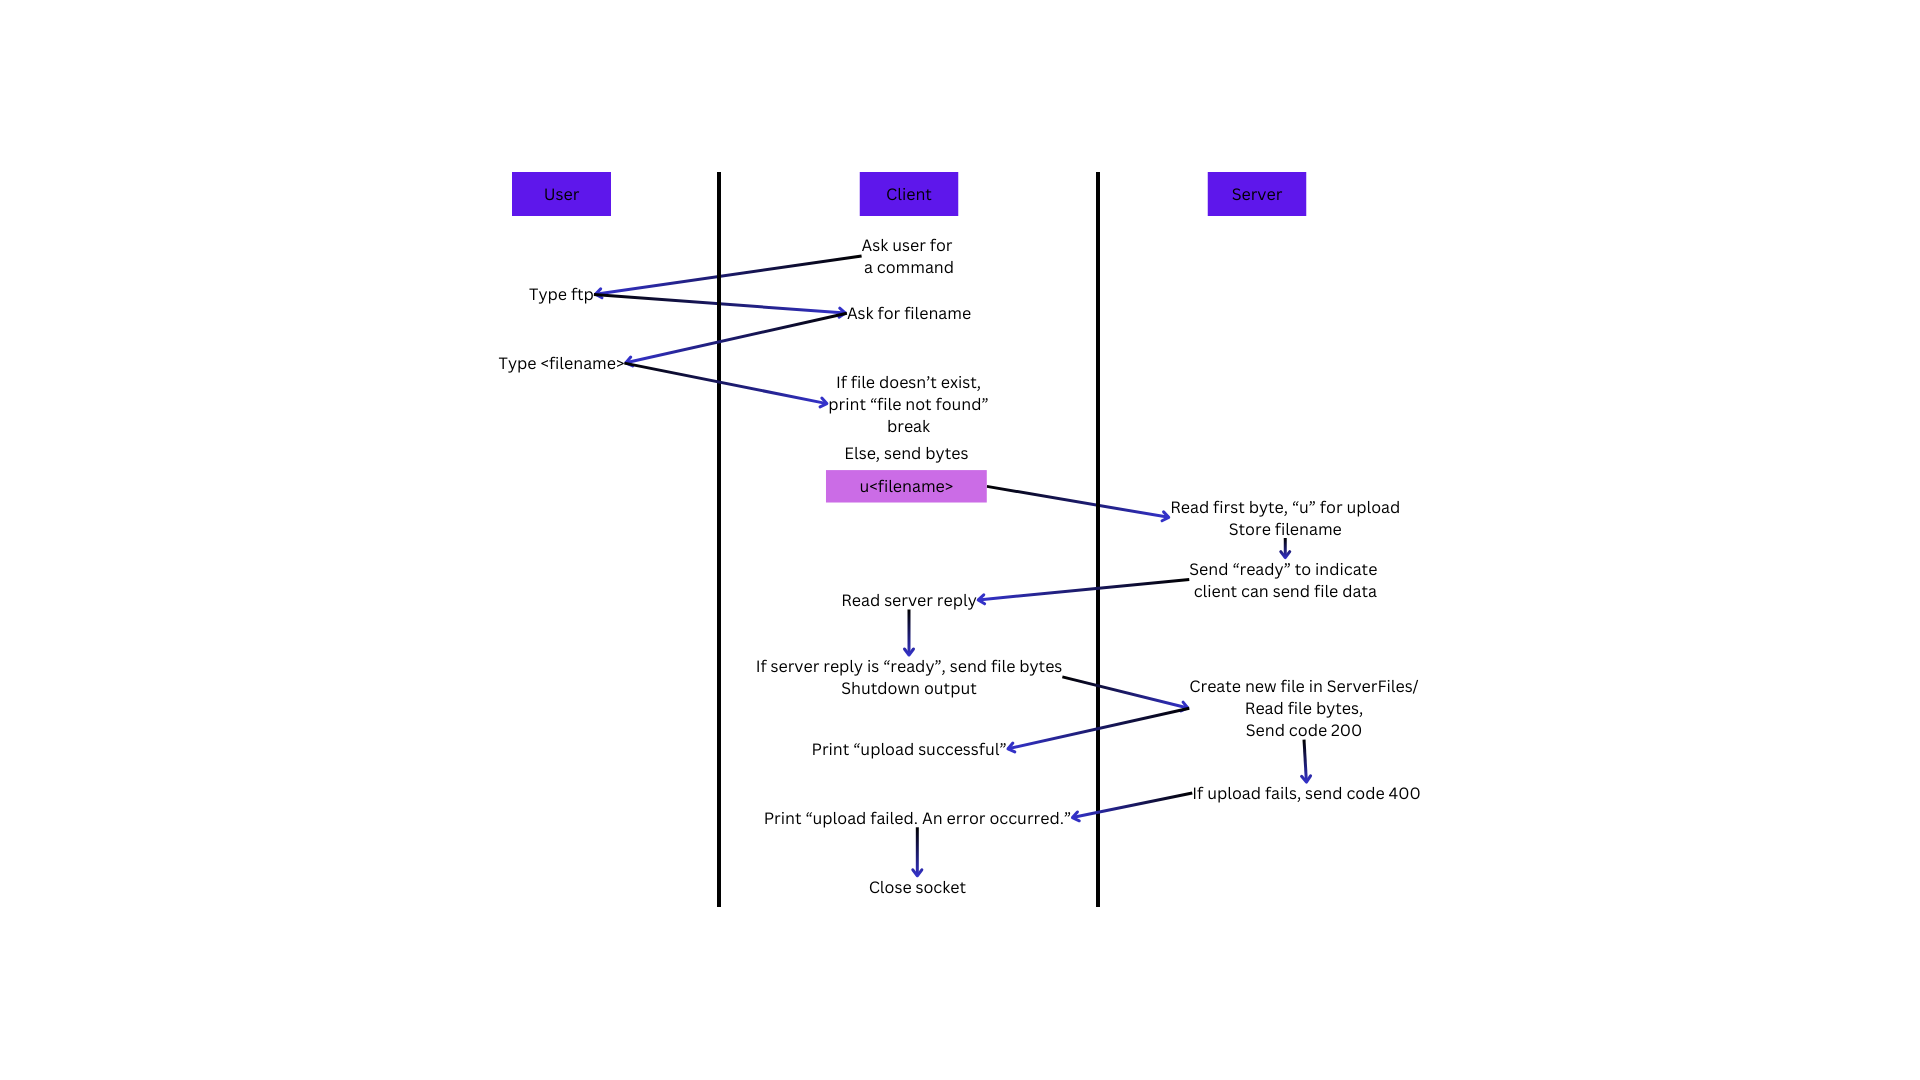 User
Client
Server
Ask user for
a command
Type ftp
Ask for filename
Type <filename>
If file doesn’t exist,
print “file not found”
break
Else, send bytes
u<filename>
Read first byte, “u” for upload
Store filename
Send “ready” to indicate
client can send file data
Read server reply
If server reply is “ready”, send file bytes
Shutdown output
Create new file in ServerFiles/
Read file bytes,
Send code 200
Print “upload successful”
If upload fails, send code 400
Print “upload failed. An error occurred.”
Close socket